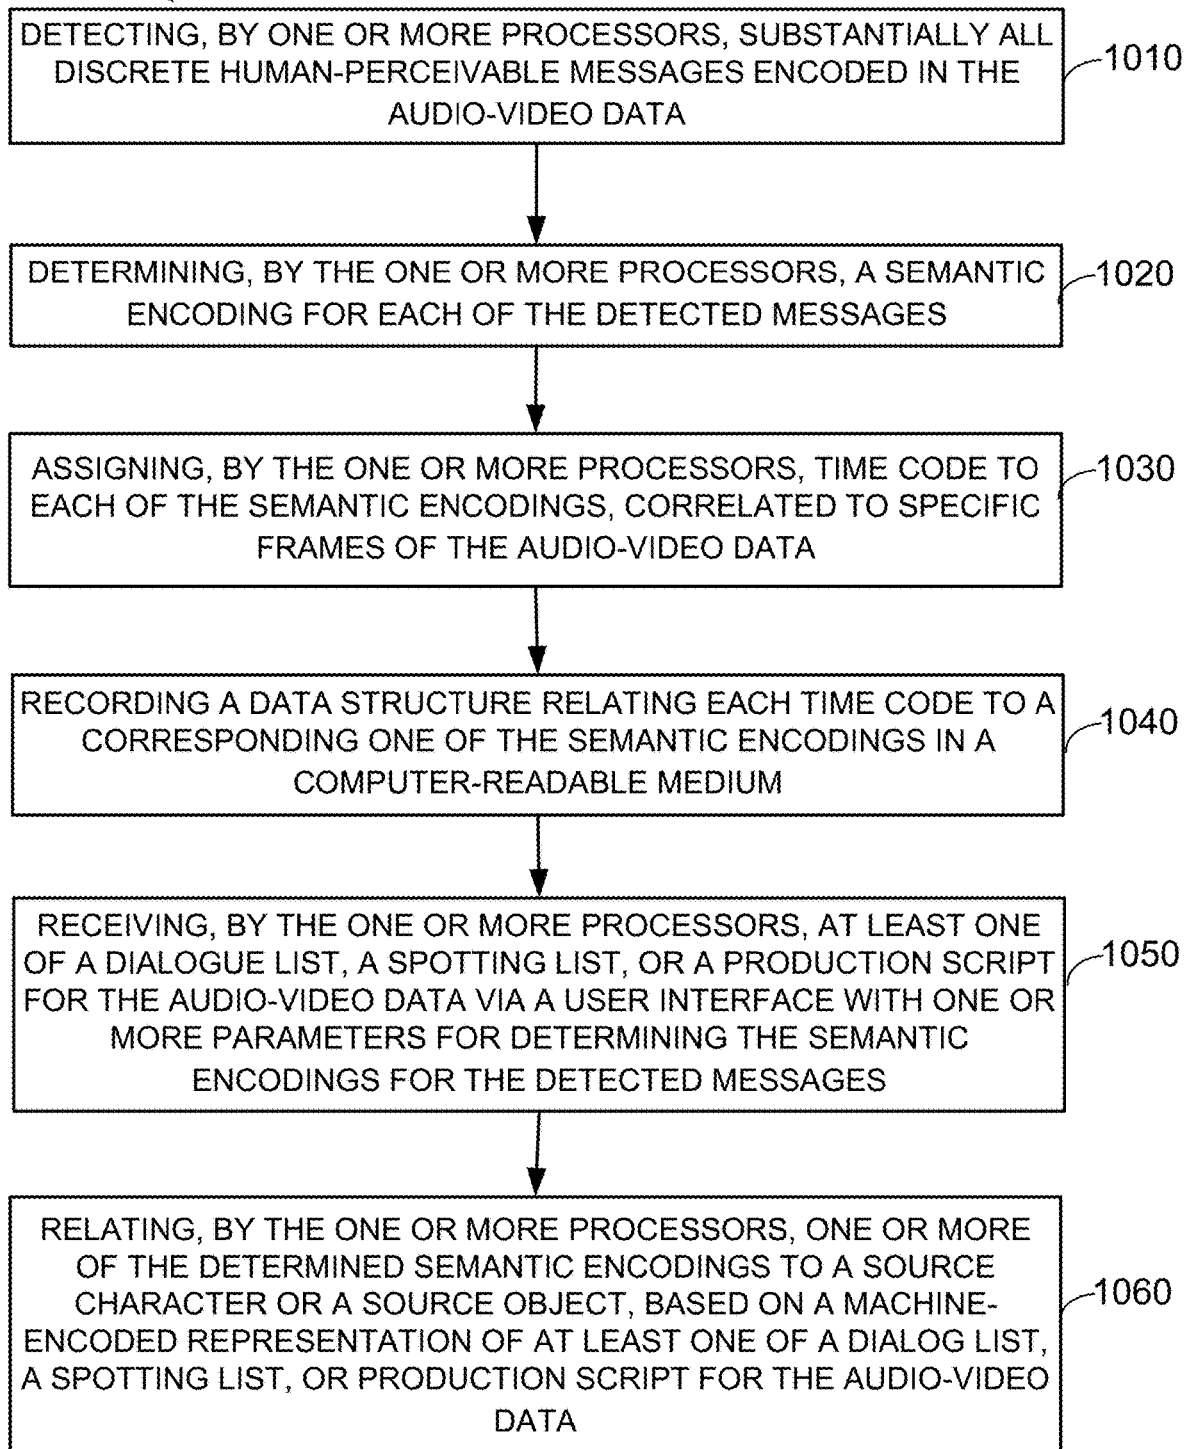 DETECTING, BY ONE OR MORE PROCESSORS, SUBSTANTIALLY ALL
DISCRETE HUMAN-PERCEIVABLE MESSAGES ENCODED IN THE
AUDIO-VIDEO DATA
1010
DETERMINING, BY THE ONE OR MORE PROCESSORS, A SEMANTIC
ENCODING FOR EACH OF THE DETECTED MESSAGES
1020
ASSIGNING, BY THE ONE OR MORE PROCESSORS, TIME CODE TO
EACH OF THE SEMANTIC ENCODINGS, CORRELATED TO SPECIFIC
FRAMES OF THE AUDIO-VIDEO DATA
1030
RECORDING A DATA STRUCTURE RELATING EACH TIME CODE TO A
CORRESPONDING ONE OF THE SEMANTIC ENCODINGS IN A
COMPUTER-READABLE MEDIUM
1040
RECEIVING, BY THE ONE OR MORE PROCESSORS, AT LEAST ONE
OF A DIALOGUE LIST, A SPOTTING LIST, OR A PRODUCTION SCRIPT
FOR THE AUDIO-VIDEO DATA VIA A USER INTERFACE WITH ONE OR
MORE PARAMETERS FOR DETERMINING THE SEMANTIC
ENCODINGS FOR THE DETECTED MESSAGES
1050
RELATING, BY THE ONE OR MORE PROCESSORS, ONE OR MORE
OF THE DETERMINED SEMANTIC ENCODINGS TO A SOURCE
CHARACTER OR A SOURCE OBJECT, BASED ON A MACHINE-
ENCODED REPRESENTATION OF AT LEAST ONE OF A DIALOG LIST,
A SPOTTING LIST, OR PRODUCTION SCRIPT FOR THE AUDIO-VIDEO
DATA
1060